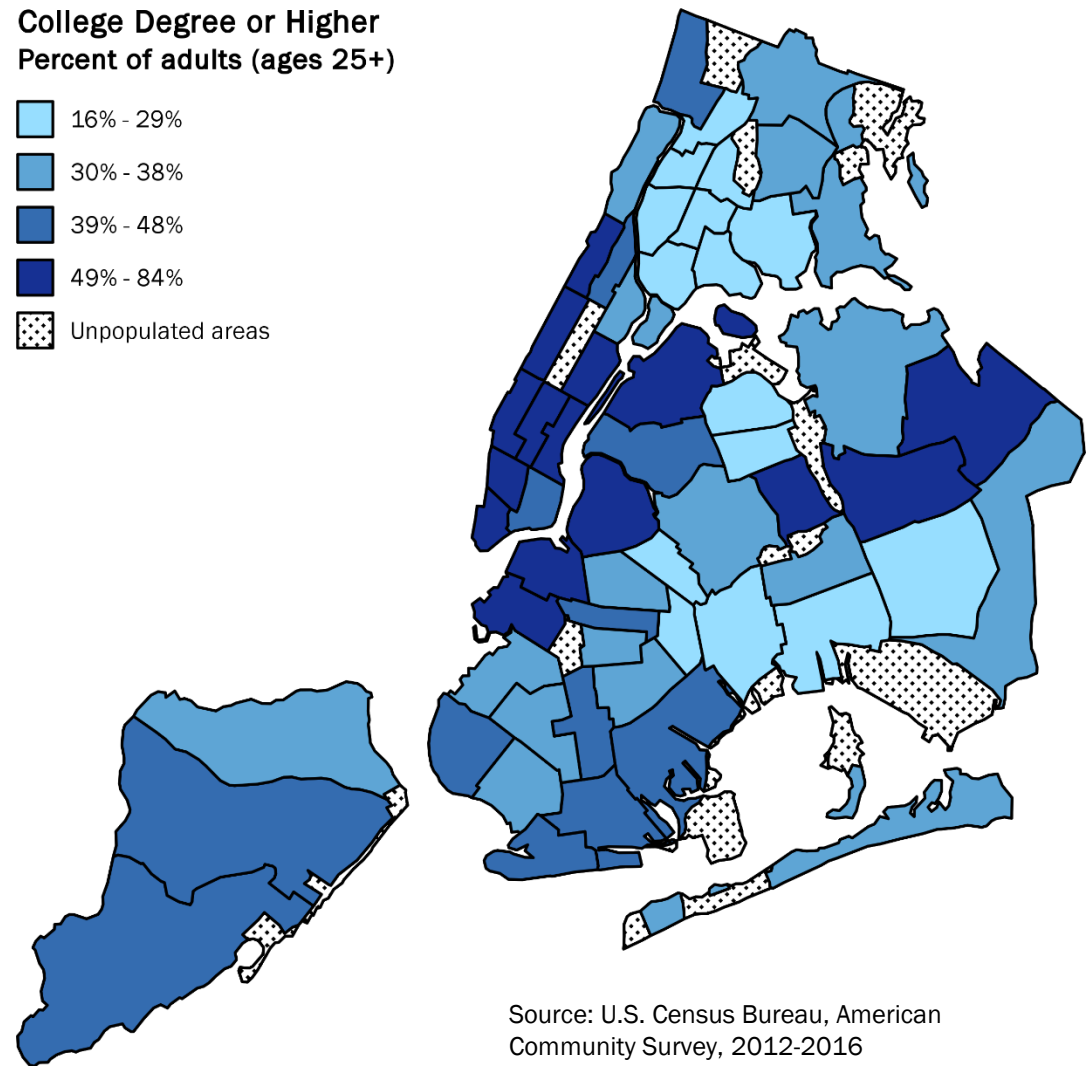 College Degree or Higher
Percent of adults (ages 25+)
16% - 29%
30% - 38%
39% - 48%
49% - 84%
Unpopulated areas
Source: U.S. Census Bureau, American
Community Survey, 2012-2016